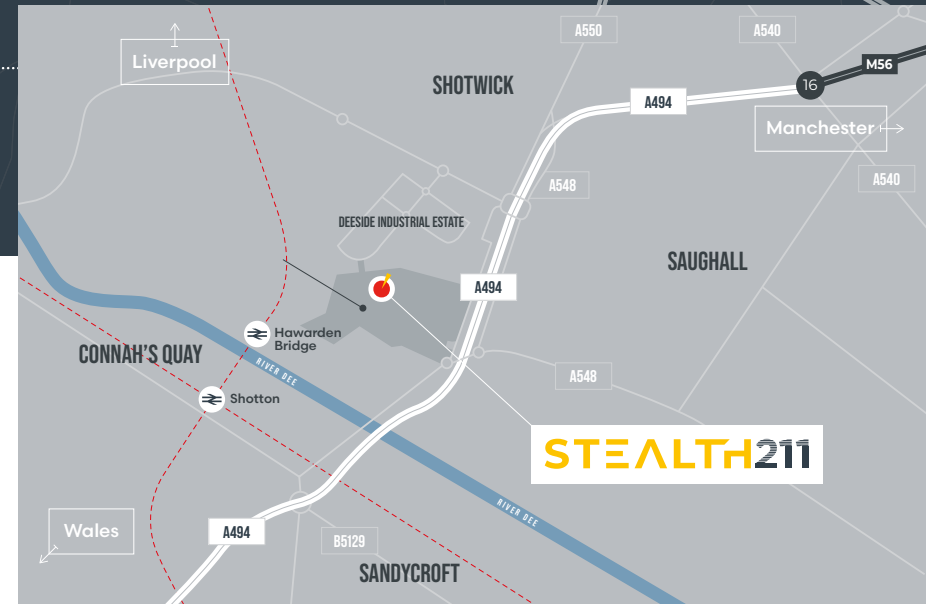 A550
A540
Liverpool
M56
SHOTWICK
16
A494
Manchester
A548
A540
DEESIDE INDUSTRIAL ESTATE
SAUGHALL
A494
Hawarden
Bridge
CONNAH'S QUAY
RIVER DEE
A548
Shotton
STEALTH211
RIVER DEE
Wales
A494
B5129
SANDYCROFT